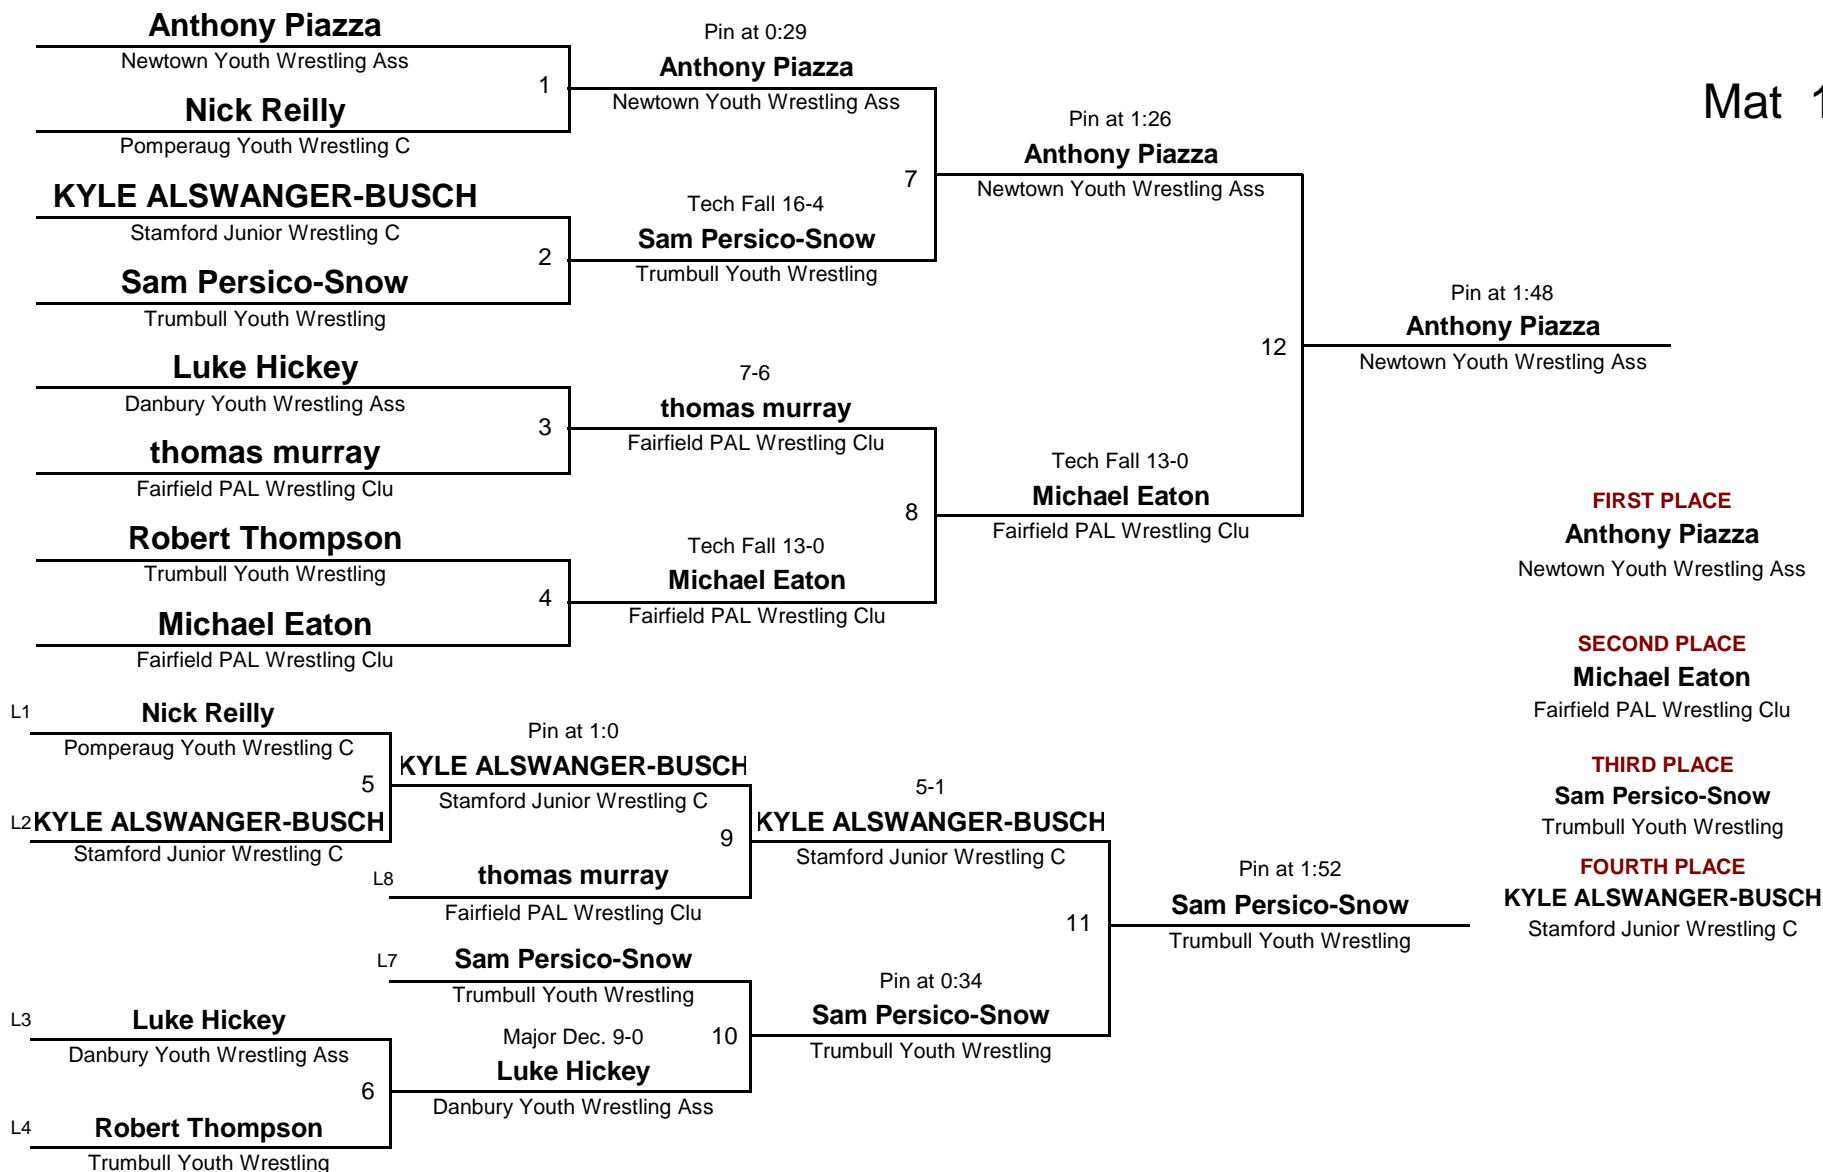 Anthony Piazza
Newtown Youth Wrestling Ass
1
Nick Reilly
Pomperaug Youth Wrestling C
KYLE ALSWANGER-BUSCH
Stamford Junior Wrestling C
2
Sam Persico-Snow
Trumbull Youth Wrestling
Luke Hickey
Danbury Youth Wrestling Ass
3
thomas murray
Fairfield PAL Wrestling Clu
Robert Thompson
Trumbull Youth Wrestling
4
Michael Eaton
Fairfield PAL Wrestling Clu
Pin at 0:29
Anthony Piazza
Newtown Youth Wrestling Ass
7
Tech Fall 16-4
Sam Persico-Snow
Trumbull Youth Wrestling
7-6
thomas murray
Fairfield PAL Wrestling Clu
8
Tech Fall 13-0
Michael Eaton
Fairfield PAL Wrestling Clu
Pin at 1:26
Anthony Piazza
Newtown Youth Wrestling Ass
12
Tech Fall 13-0
Michael Eaton
Fairfield PAL Wrestling Clu
Pin at 1:48
Anthony Piazza
Newtown Youth Wrestling Ass
Mat 1
FIRST PLACE
Anthony Piazza
Newtown Youth Wrestling Ass
SECOND PLACE
Michael Eaton
Fairfield PAL Wrestling Clu
THIRD PLACE
Sam Persico-Snow
Trumbull Youth Wrestling
FOURTH PLACE
KYLE ALSWANGER-BUSCH
Stamford Junior Wrestling C
L1
Nick Reilly
Pomperaug Youth Wrestling C
5
L2
KYLE ALSWANGER-BUSCH
Stamford Junior Wrestling C
L3
Luke Hickey
Danbury Youth Wrestling Ass
6
L4
Robert Thompson
Trumbull Youth Wrestling
Pin at 1:0
KYLE ALSWANGER-BUSCH
Stamford Junior Wrestling C
9
L8
thomas murray
Fairfield PAL Wrestling Clu
L7
Sam Persico-Snow
Trumbull Youth Wrestling
10
Major Dec. 9-0
Luke Hickey
Danbury Youth Wrestling Ass
5-1
KYLE ALSWANGER-BUSCH
Stamford Junior Wrestling C
11
Pin at 0:34
Sam Persico-Snow
Trumbull Youth Wrestling
Pin at 1:52
Sam Persico-Snow
Trumbull Youth Wrestling